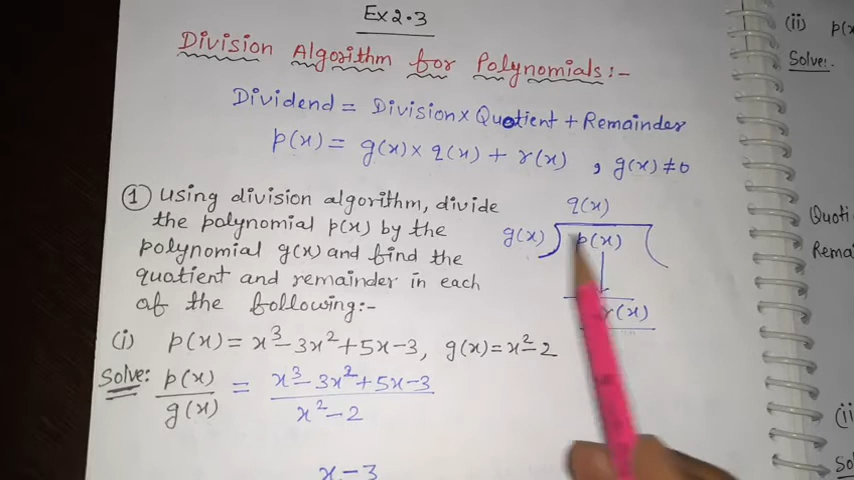 Ex 2.3
Division Algorithm for Polynomials:-
Dividend = Division × Quotient + Remainder
p(x) = g(x) × q(x) + r(x) , g(x) ≠ 0
① Using division algorithm, divide
the polynomial p(x) by the
polynomial g(x) and find the
quatient and remainder in each
of the following:-
q(x)
g(x) p(x)
r(x)
(i) p(x) = x³ - 3x² + 5x - 3, g(x) = x² - 2
Solve: p(x)/g(x) = x³ - 3x² + 5x - 3 / x² - 2
x - 3
(ii) p(x
Solve:-
Quoti
Rema
(ii
So